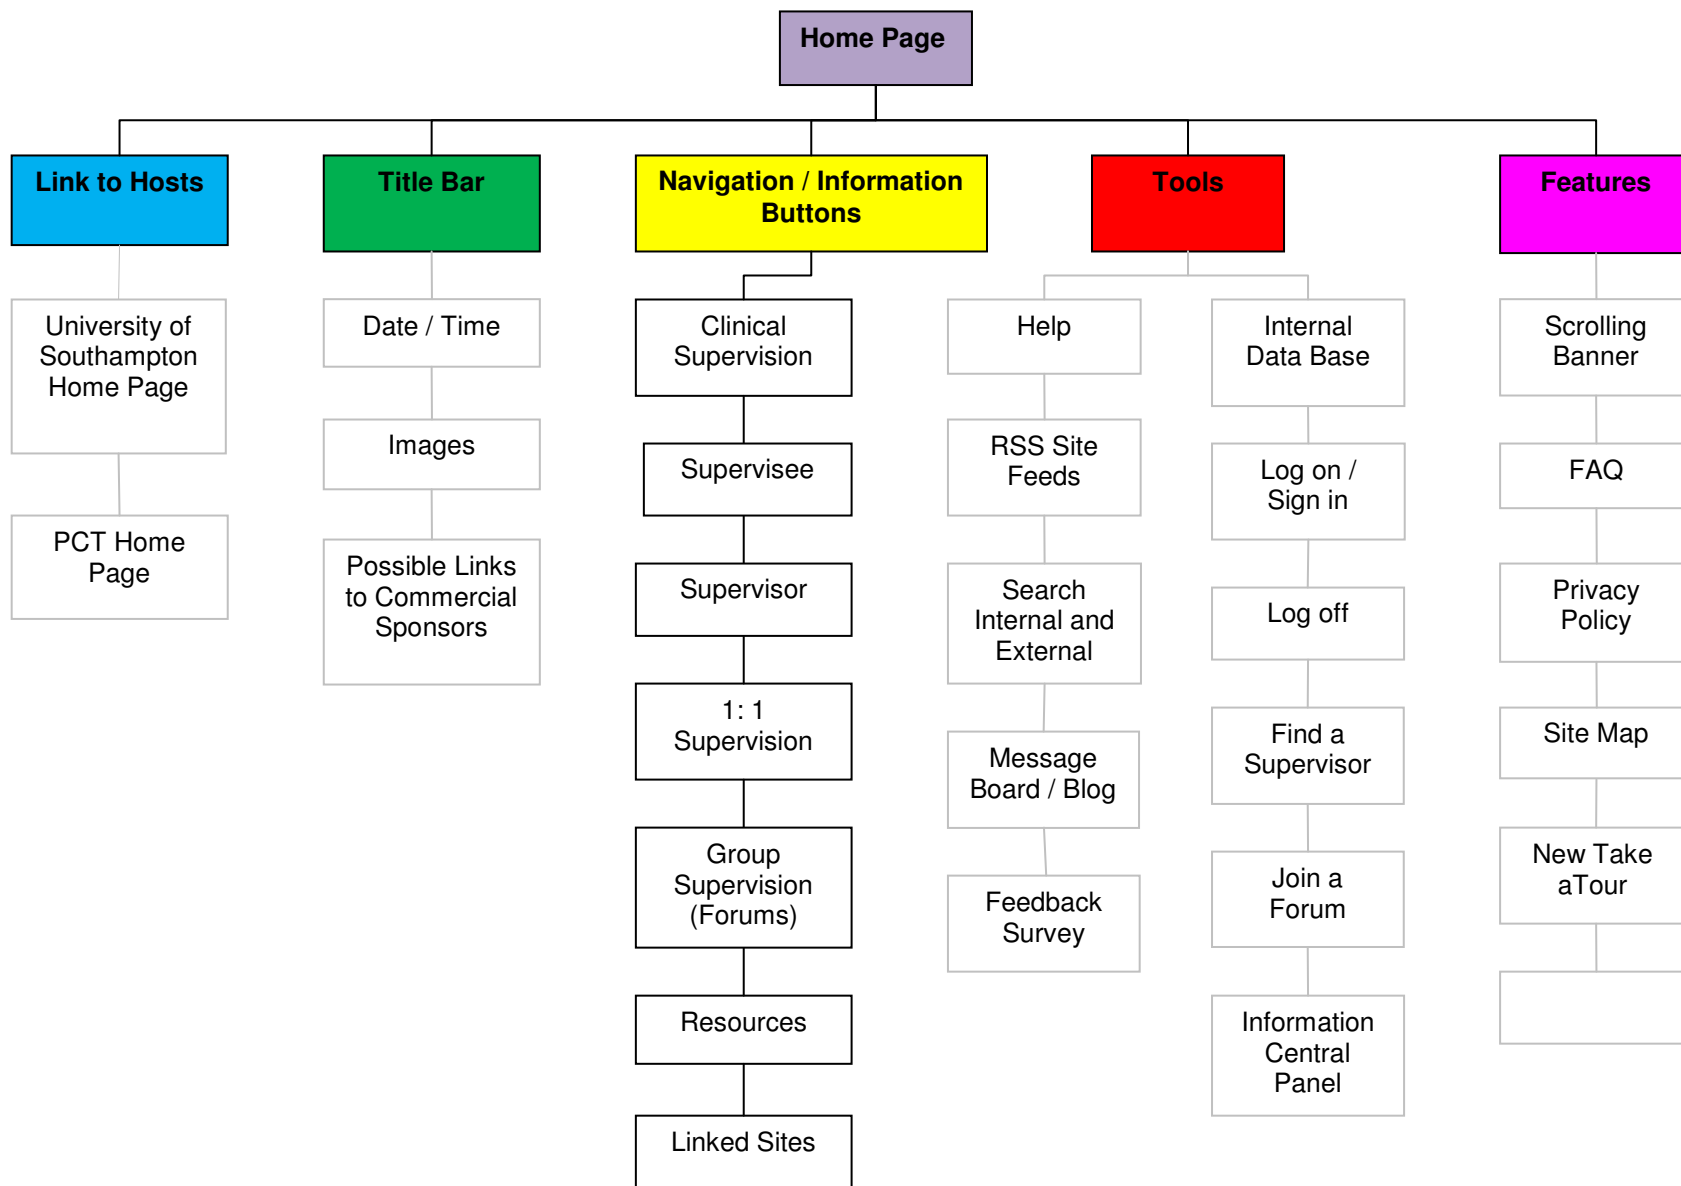 Home Page
Link to Hosts
Title Bar
Navigation / Information
Buttons
Tools
Features
University of
Southampton
Home Page
PCT Home
Page
Date / Time
Images
Possible Links
to Commercial
Sponsors
Clinical
Supervision
Supervisee
Supervisor
1: 1
Supervision
Group
Supervision
(Forums)
Resources
Linked Sites
Help
RSS Site
Feeds
Search
Internal and
External
Message
Board / Blog
Feedback
Survey
Internal
Data Base
Log on /
Sign in
Log off
Find a
Supervisor
Join a
Forum
Information
Central
Panel
Scrolling
Banner
FAQ
Privacy
Policy
Site Map
New Take
aTour